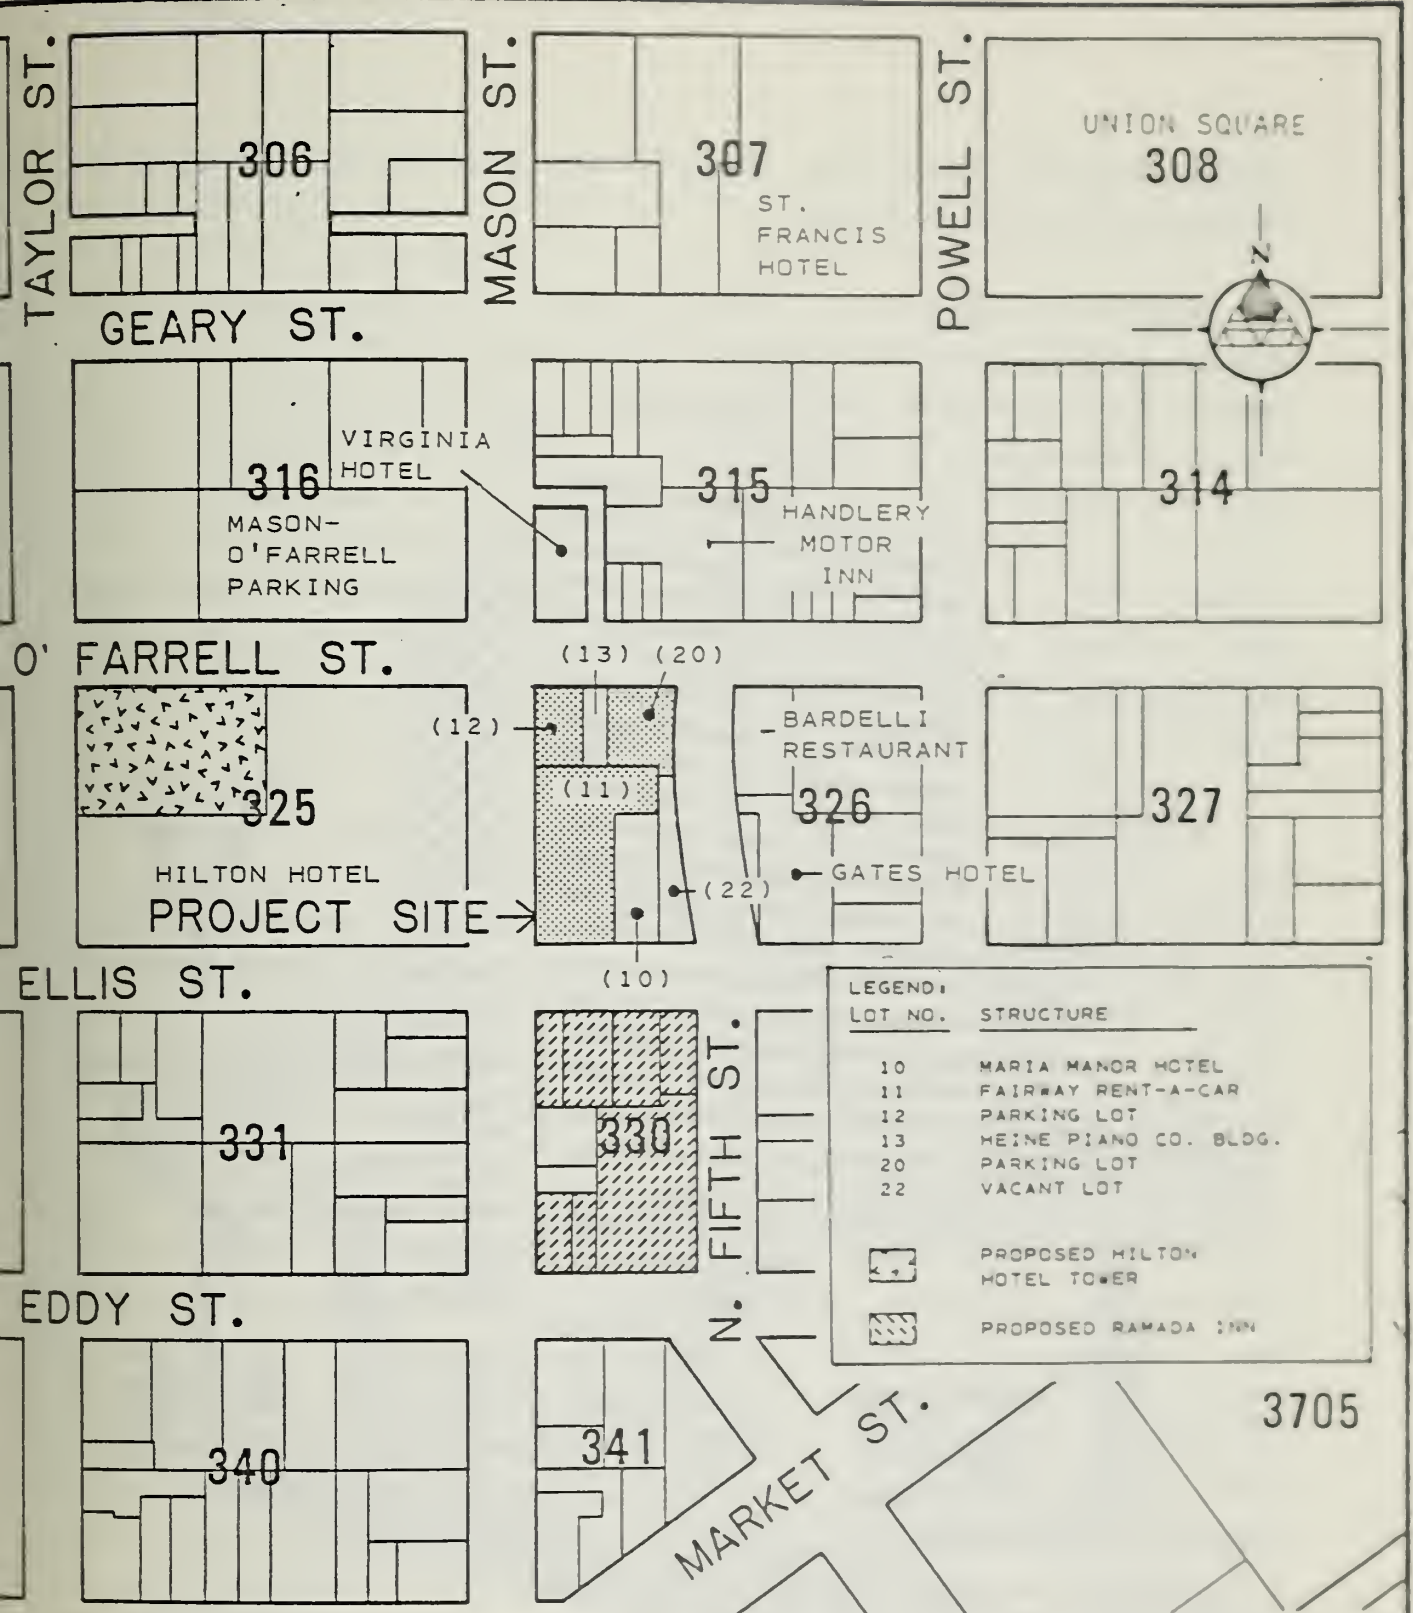 TAYLOR ST.
MASON ST.
POWELL ST.
306
307
ST.
FRANCIS
HOTEL
UNION SQUARE
308
N
GEARY ST.
VIRGINIA
HOTEL
316
MASON-
O'FARRELL
PARKING
315
HANDLERY
MOTOR
INN
314
O' FARRELL ST.
(13) (20)
(12)
(11)
325
HILTON HOTEL
PROJECT SITE
(22)
(10)
BARDELLI
RESTAURANT
326
GATES HOTEL
327
ELLIS ST.
331
330
N. FIFTH ST.
LEGEND:
LOT NO. STRUCTURE
10 MARIA MANOR HOTEL
11 FAIRWAY RENT-A-CAR
12 PARKING LOT
13 HEINE PIANO CO. BLDG.
20 PARKING LOT
22 VACANT LOT
PROPOSED HILTON
HOTEL TOWER
PROPOSED RAMADA INN
EDDY ST.
340
341
MARKET ST.
3705